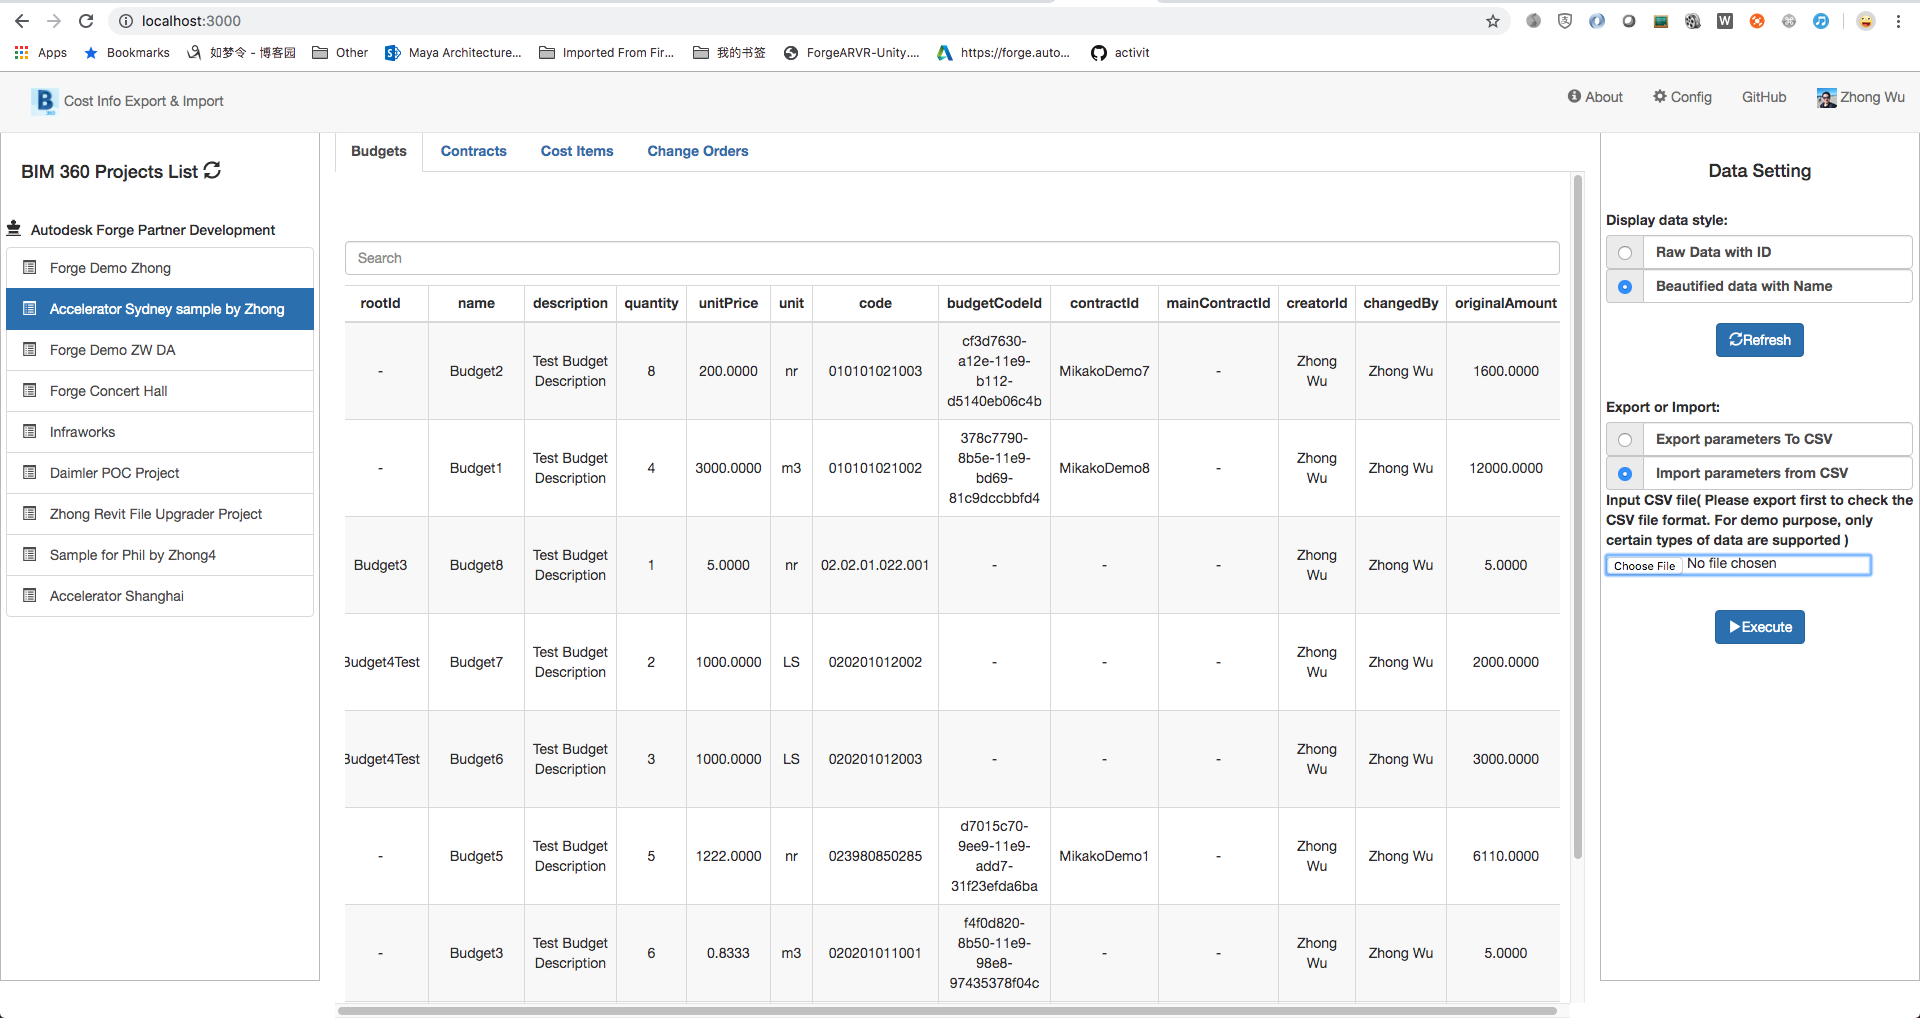 localhost:3000
Apps Bookmarks 如梦令 - 博客园 Other Maya Architecture... Imported From Fir... 我的书签 ForgeARVR-Unity.... https://forge.auto... activit
B 360 Cost Info Export & Import About Config GitHub Zhong Wu
BIM 360 Projects List
Autodesk Forge Partner Development
Forge Demo Zhong
Accelerator Sydney sample by Zhong
Forge Demo ZW DA
Forge Concert Hall
Infraworks
Daimler POC Project
Zhong Revit File Upgrader Project
Sample for Phil by Zhong4
Accelerator Shanghai
Budgets Contracts Cost Items Change Orders
Search
rootId name description quantity unitPrice unit code budgetCodeId contractId mainContractId creatorId changedBy originalAmount
- Budget2 Test Budget Description 8 200.0000 nr 010101021003 cf3d7630-a12e-11e9-b112-d5140eb06c4b MikakoDemo7 - Zhong Wu Zhong Wu 1600.0000
- Budget1 Test Budget Description 4 3000.0000 m3 010101021002 378c7790-8b5e-11e9-bd69-81c9dccbbfd4 MikakoDemo8 - Zhong Wu Zhong Wu 12000.0000
Budget3 Budget8 Test Budget Description 1 5.0000 nr 02.02.01.022.001 - - - Zhong Wu Zhong Wu 5.0000
Budget4Test Budget7 Test Budget Description 2 1000.0000 LS 020201012002 - - - Zhong Wu Zhong Wu 2000.0000
Budget4Test Budget6 Test Budget Description 3 1000.0000 LS 020201012003 - - - Zhong Wu Zhong Wu 3000.0000
- Budget5 Test Budget Description 5 1222.0000 nr 023980850285 d7015c70-9ee9-11e9-add7-31f23efda6ba MikakoDemo1 - Zhong Wu Zhong Wu 6110.0000
- Budget3 Test Budget Description 6 0.8333 m3 020201011001 f4f0d820-8b50-11e9-98e8-97435378f04c - - Zhong Wu Zhong Wu 5.0000
Data Setting
Display data style:
Raw Data with ID
Beautified data with Name
Refresh
Export or Import:
Export parameters To CSV
Import parameters from CSV
Input CSV file( Please export first to check the
CSV file format. For demo purpose, only
certain types of data are supported )
Choose File No file chosen
Execute